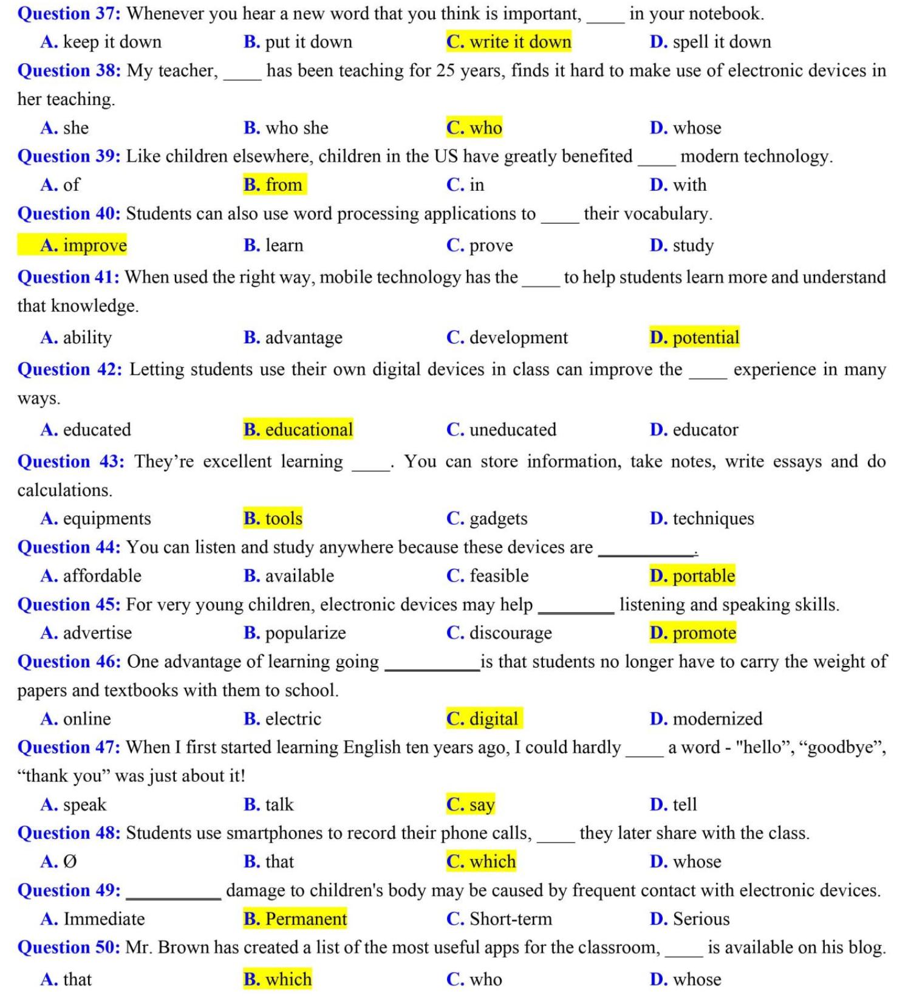 Question 37: Whenever you hear a new word that you think is important, ____ in your notebook.
A. keep it down B. put it down C. write it down D. spell it down
Question 38: My teacher, ____ has been teaching for 25 years, finds it hard to make use of electronic devices in
her teaching.
A. she B. who she C. who D. whose
Question 39: Like children elsewhere, children in the US have greatly benefited ____ modern technology.
A. of B. from C. in D. with
Question 40: Students can also use word processing applications to ____ their vocabulary.
A. improve B. learn C. prove D. study
Question 41: When used the right way, mobile technology has the ____ to help students learn more and understand
that knowledge.
A. ability B. advantage C. development D. potential
Question 42: Letting students use their own digital devices in class can improve the ____ experience in many
ways.
A. educated B. educational C. uneducated D. educator
Question 43: They’re excellent learning ____. You can store information, take notes, write essays and do
calculations.
A. equipments B. tools C. gadgets D. techniques
Question 44: You can listen and study anywhere because these devices are __________.
A. affordable B. available C. feasible D. portable
Question 45: For very young children, electronic devices may help ________ listening and speaking skills.
A. advertise B. popularize C. discourage D. promote
Question 46: One advantage of learning going __________is that students no longer have to carry the weight of
papers and textbooks with them to school.
A. online B. electric C. digital D. modernized
Question 47: When I first started learning English ten years ago, I could hardly ____ a word - "hello”, “goodbye”,
“thank you” was just about it!
A. speak B. talk C. say D. tell
Question 48: Students use smartphones to record their phone calls, ____ they later share with the class.
A. Ø B. that C. which D. whose
Question 49: __________ damage to children's body may be caused by frequent contact with electronic devices.
A. Immediate B. Permanent C. Short-term D. Serious
Question 50: Mr. Brown has created a list of the most useful apps for the classroom, ____ is available on his blog.
A. that B. which C. who D. whose